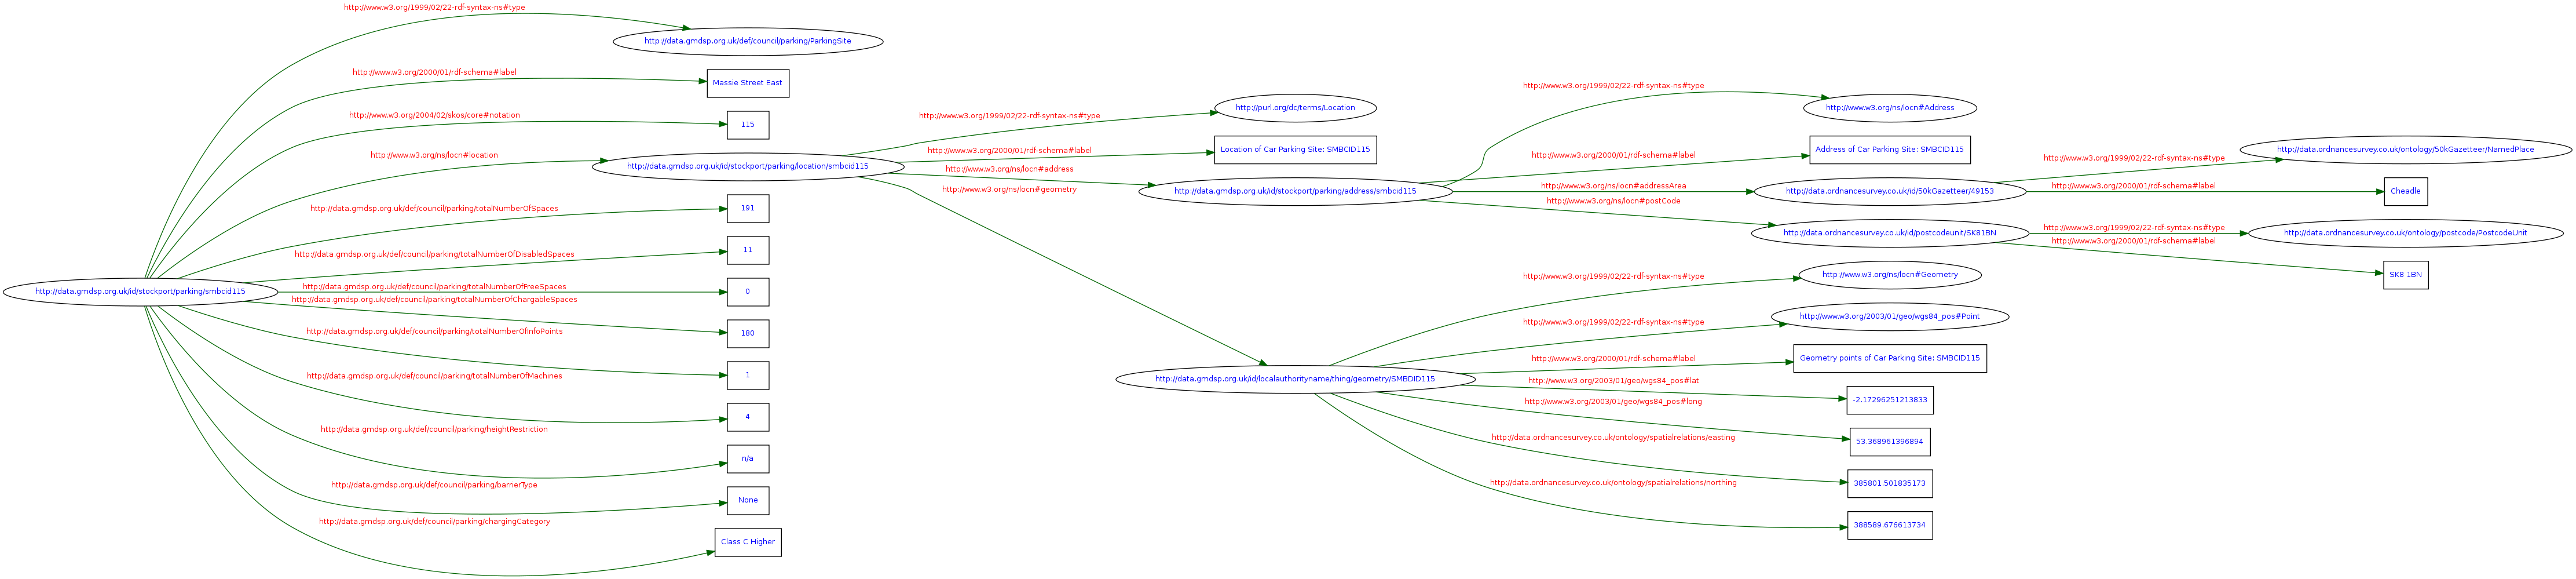 http://www.w3.org/1999/02/22-rdf-syntax-ns#type
http://data.gmdsp.org.uk/def/council/parking/ParkingSite
http://www.w3.org/2000/01/rdf-schema#label
Massie Street East
http://www.w3.org/2004/02/skos/core#notation
115
http://www.w3.org/ns/locn#location
http://data.gmdsp.org.uk/id/stockport/parking/location/smbcid115
http://data.gmdsp.org.uk/def/council/parking/totalNumberOfSpaces
191
http://data.gmdsp.org.uk/def/council/parking/totalNumberOfDisabledSpaces
11
http://data.gmdsp.org.uk/id/stockport/parking/smbcid115
http://data.gmdsp.org.uk/def/council/parking/totalNumberOfFreeSpaces
0
http://data.gmdsp.org.uk/def/council/parking/totalNumberOfChargableSpaces
180
http://data.gmdsp.org.uk/def/council/parking/totalNumberOfInfoPoints
1
http://data.gmdsp.org.uk/def/council/parking/totalNumberOfMachines
4
http://data.gmdsp.org.uk/def/council/parking/heightRestriction
n/a
http://data.gmdsp.org.uk/def/council/parking/barrierType
None
http://data.gmdsp.org.uk/def/council/parking/chargingCategory
Class C Higher
http://www.w3.org/1999/02/22-rdf-syntax-ns#type
http://purl.org/dc/terms/Location
http://www.w3.org/2000/01/rdf-schema#label
Location of Car Parking Site: SMBCID115
http://www.w3.org/ns/locn#address
http://data.gmdsp.org.uk/id/stockport/parking/address/smbcid115
http://www.w3.org/ns/locn#geometry
http://data.gmdsp.org.uk/id/localauthorityname/thing/geometry/SMBDID115
http://www.w3.org/1999/02/22-rdf-syntax-ns#type
http://www.w3.org/ns/locn#Address
http://www.w3.org/2000/01/rdf-schema#label
Address of Car Parking Site: SMBCID115
http://www.w3.org/ns/locn#addressArea
http://data.ordnancesurvey.co.uk/id/50kGazetteer/49153
http://www.w3.org/ns/locn#postCode
http://data.ordnancesurvey.co.uk/id/postcodeunit/SK81BN
http://www.w3.org/1999/02/22-rdf-syntax-ns#type
http://data.ordnancesurvey.co.uk/ontology/50kGazetteer/NamedPlace
http://www.w3.org/2000/01/rdf-schema#label
Cheadle
http://www.w3.org/1999/02/22-rdf-syntax-ns#type
http://data.ordnancesurvey.co.uk/ontology/postcode/PostcodeUnit
http://www.w3.org/2000/01/rdf-schema#label
SK8 1BN
http://www.w3.org/1999/02/22-rdf-syntax-ns#type
http://www.w3.org/ns/locn#Geometry
http://www.w3.org/1999/02/22-rdf-syntax-ns#type
http://www.w3.org/2003/01/geo/wgs84_pos#Point
http://www.w3.org/2000/01/rdf-schema#label
Geometry points of Car Parking Site: SMBCID115
http://www.w3.org/2003/01/geo/wgs84_pos#lat
-2.17296251213833
http://www.w3.org/2003/01/geo/wgs84_pos#long
53.368961396894
http://data.ordnancesurvey.co.uk/ontology/spatialrelations/easting
385801.501835173
http://data.ordnancesurvey.co.uk/ontology/spatialrelations/northing
388589.676613734